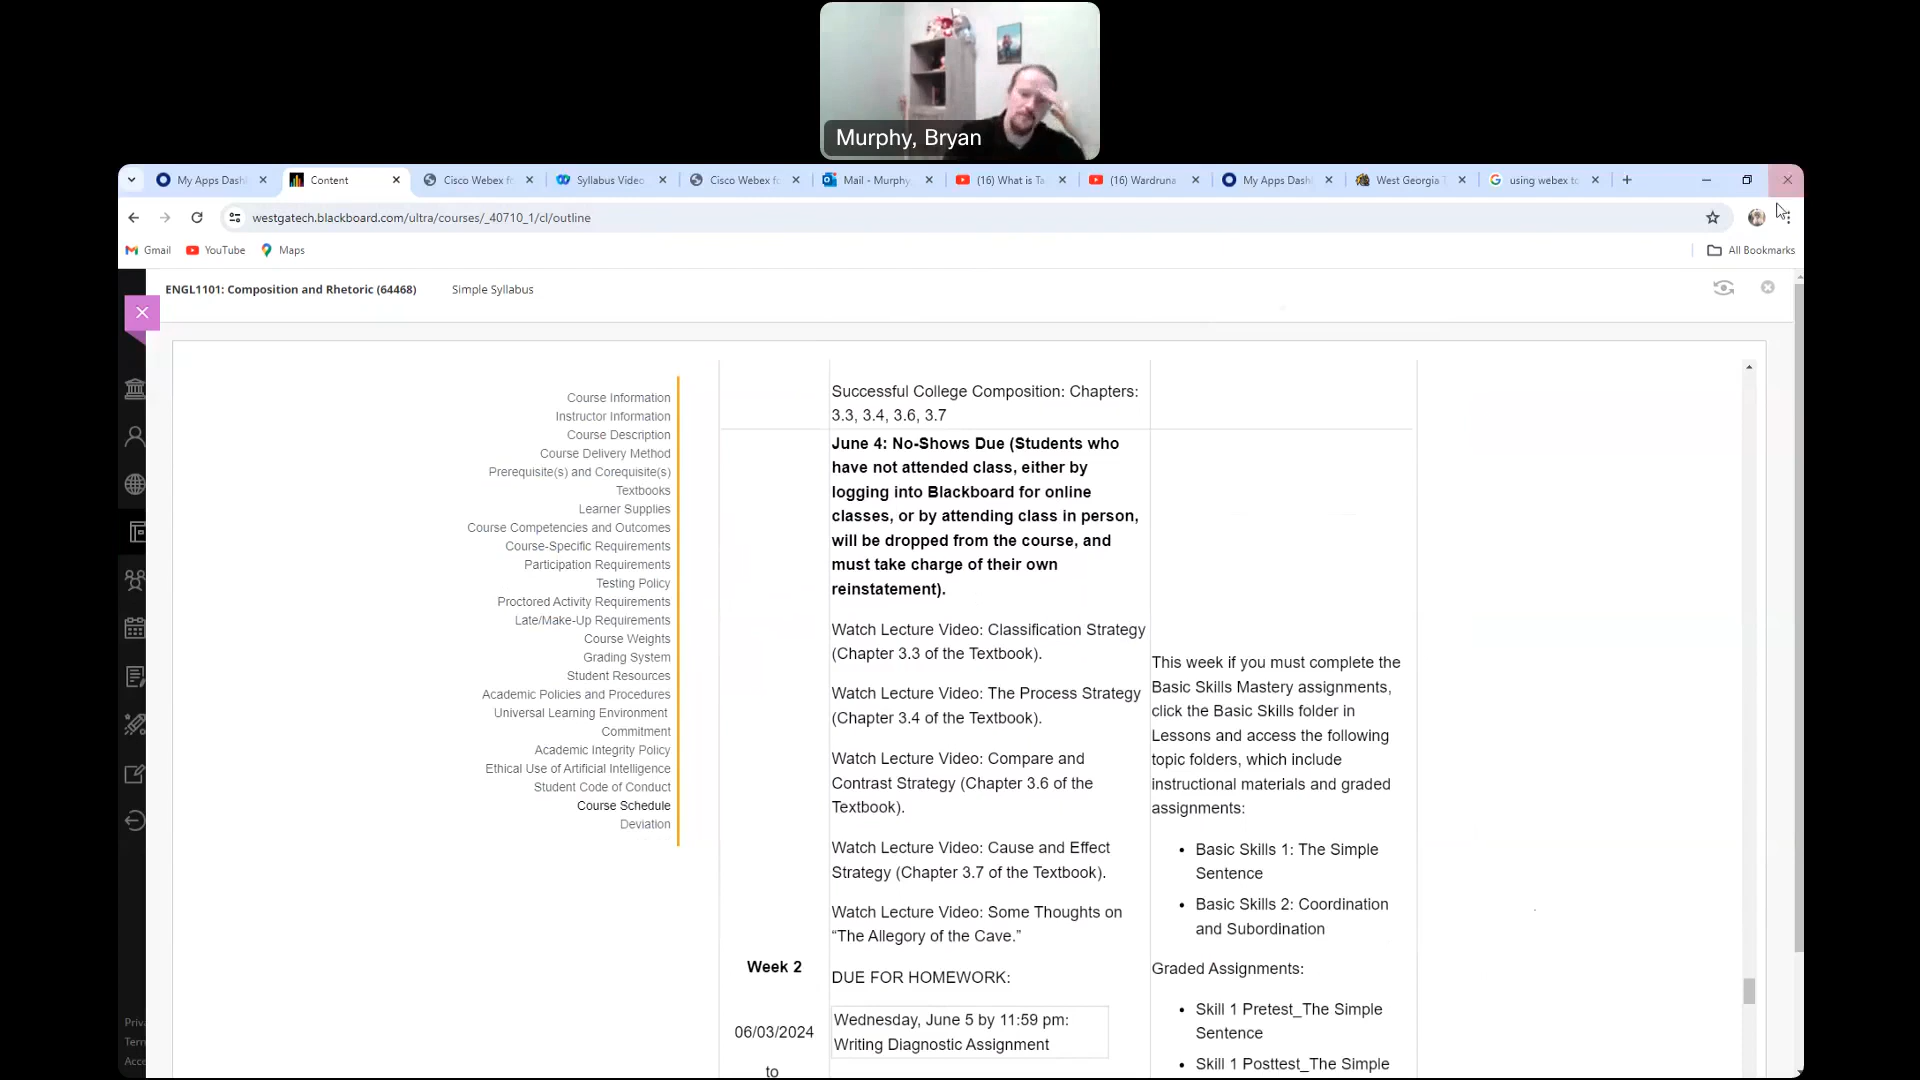 Murphy, Bryan
My Apps Dash
Content
Cisco Webex fo
Syllabus Video
Cisco Webex fo
Mail - Murphy,
(16) What is Ta
(16) Wardruna
My Apps Dash
West Georgia T
using webex to
westgatech.blackboard.com/ultra/courses/_40710_1/cl/outline
Gmail
YouTube
Maps
All Bookmarks
ENGL1101: Composition and Rhetoric (64468)
Simple Syllabus
Course Information
Instructor Information
Course Description
Course Delivery Method
Prerequisite(s) and Corequisite(s)
Textbooks
Learner Supplies
Course Competencies and Outcomes
Course-Specific Requirements
Participation Requirements
Testing Policy
Proctored Activity Requirements
Late/Make-Up Requirements
Course Weights
Grading System
Student Resources
Academic Policies and Procedures
Universal Learning Environment
Commitment
Academic Integrity Policy
Ethical Use of Artificial Intelligence
Student Code of Conduct
Course Schedule
Deviation
Successful College Composition: Chapters:
3.3, 3.4, 3.6, 3.7
June 4: No-Shows Due (Students who
have not attended class, either by
logging into Blackboard for online
classes, or by attending class in person,
will be dropped from the course, and
must take charge of their own
reinstatement).
Watch Lecture Video: Classification Strategy
(Chapter 3.3 of the Textbook).
Watch Lecture Video: The Process Strategy
(Chapter 3.4 of the Textbook).
Watch Lecture Video: Compare and
Contrast Strategy (Chapter 3.6 of the
Textbook).
Watch Lecture Video: Cause and Effect
Strategy (Chapter 3.7 of the Textbook).
Watch Lecture Video: Some Thoughts on
“The Allegory of the Cave.”
Week 2
DUE FOR HOMEWORK:
06/03/2024
to
Wednesday, June 5 by 11:59 pm:
Writing Diagnostic Assignment
This week if you must complete the
Basic Skills Mastery assignments,
click the Basic Skills folder in
Lessons and access the following
topic folders, which include
instructional materials and graded
assignments:
• Basic Skills 1: The Simple
Sentence
• Basic Skills 2: Coordination
and Subordination
Graded Assignments:
• Skill 1 Pretest_The Simple
Sentence
• Skill 1 Posttest_The Simple
Priv
Tern
Acce